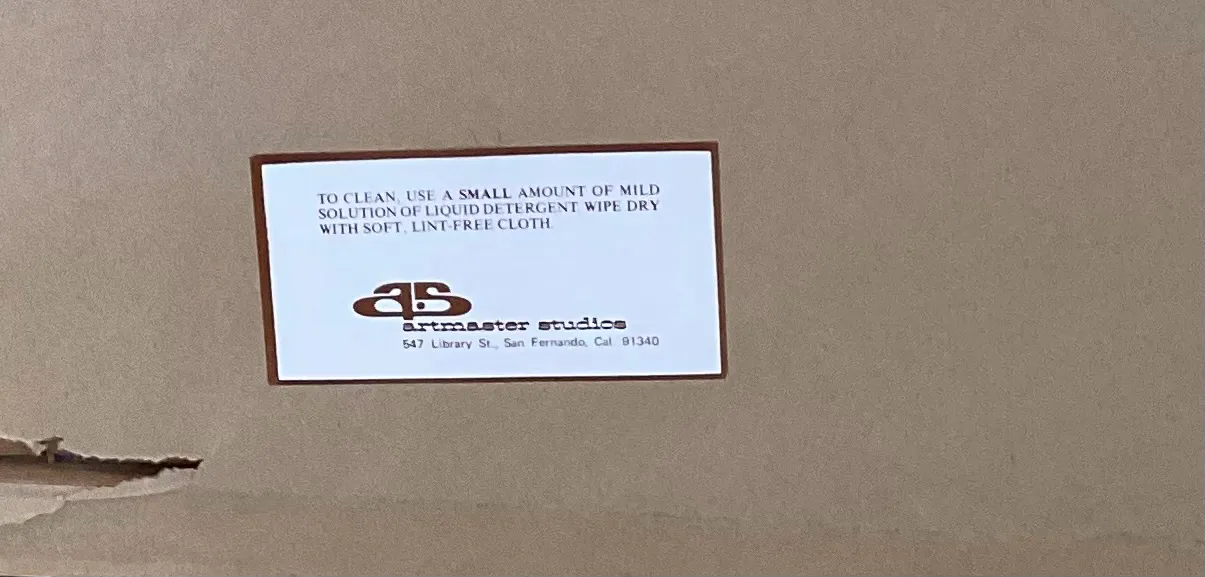 TO CLEAN, USE A SMALL AMOUNT OF MILD
SOLUTION OF LIQUID DETERGENT WIPE DRY
WITH SOFT, LINT-FREE CLOTH.
a.s
artmaster studios
547 Library St., San Fernando, Cal. 91340